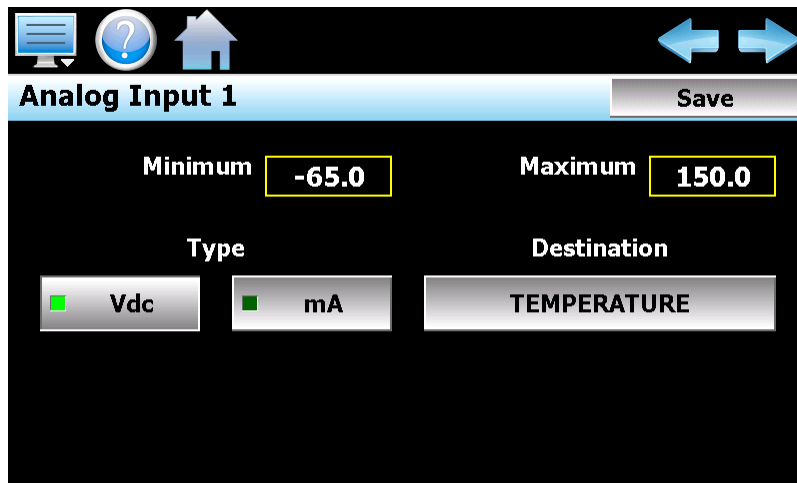 ?
Analog Input 1 Save
Minimum -65.0 Maximum 150.0
Type Destination
Vdc mA TEMPERATURE